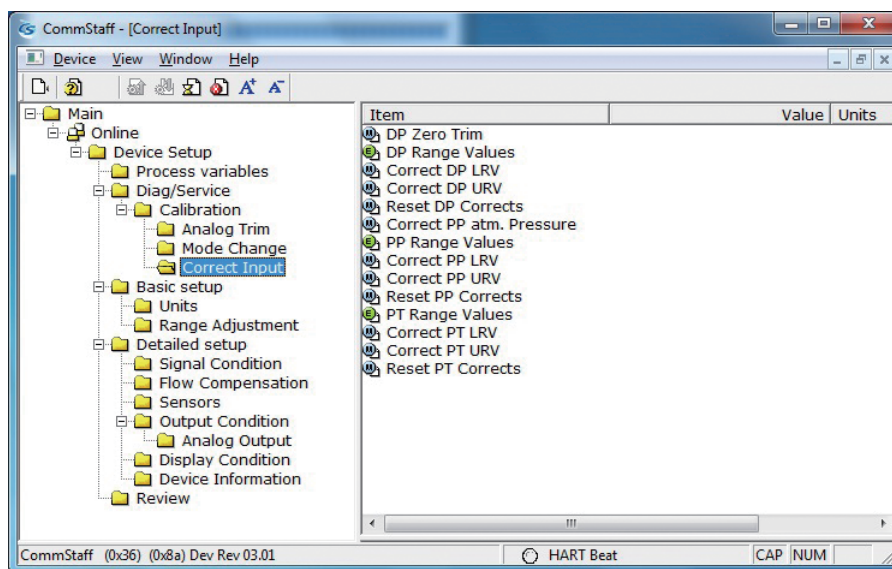 CommStaff - [Correct Input]
Device View Window Help
Main
Online
Device Setup
Process variables
Diag/Service
Calibration
Analog Trim
Mode Change
Correct Input
Basic setup
Units
Range Adjustment
Detailed setup
Signal Condition
Flow Compensation
Sensors
Output Condition
Analog Output
Display Condition
Device Information
Review
Item Value Units
DP Zero Trim
DP Range Values
Correct DP LRV
Correct DP URV
Reset DP Corrects
Correct PP atm. Pressure
PP Range Values
Correct PP LRV
Correct PP URV
Reset PP Corrects
PT Range Values
Correct PT LRV
Correct PT URV
Reset PT Corrects
CommStaff (0x36) (0x8a) Dev Rev 03.01 HART Beat CAP NUM